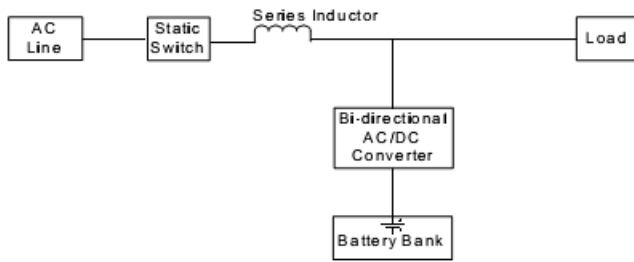 Series Inductor
AC
Line
Static
Switch
Load
Bi-directional
AC/DC
Converter
Battery Bank